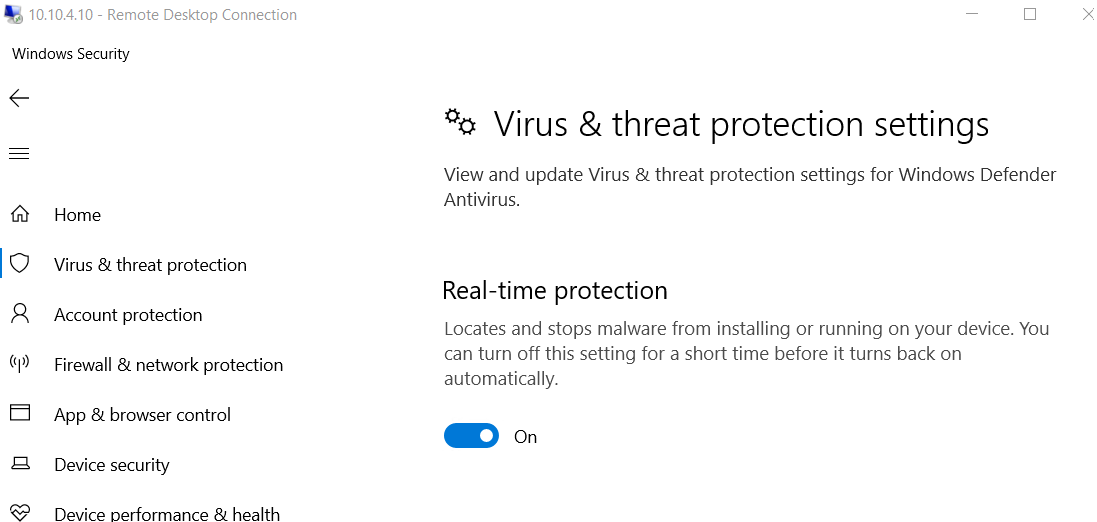 10.10.4.10 - Remote Desktop Connection
Windows Security
Home
Virus & threat protection
Account protection
Firewall & network protection
App & browser control
Device security
Device performance & health
Virus & threat protection settings
View and update Virus & threat protection settings for Windows Defender
Antivirus.
Real-time protection
Locates and stops malware from installing or running on your device. You
can turn off this setting for a short time before it turns back on
automatically.
On